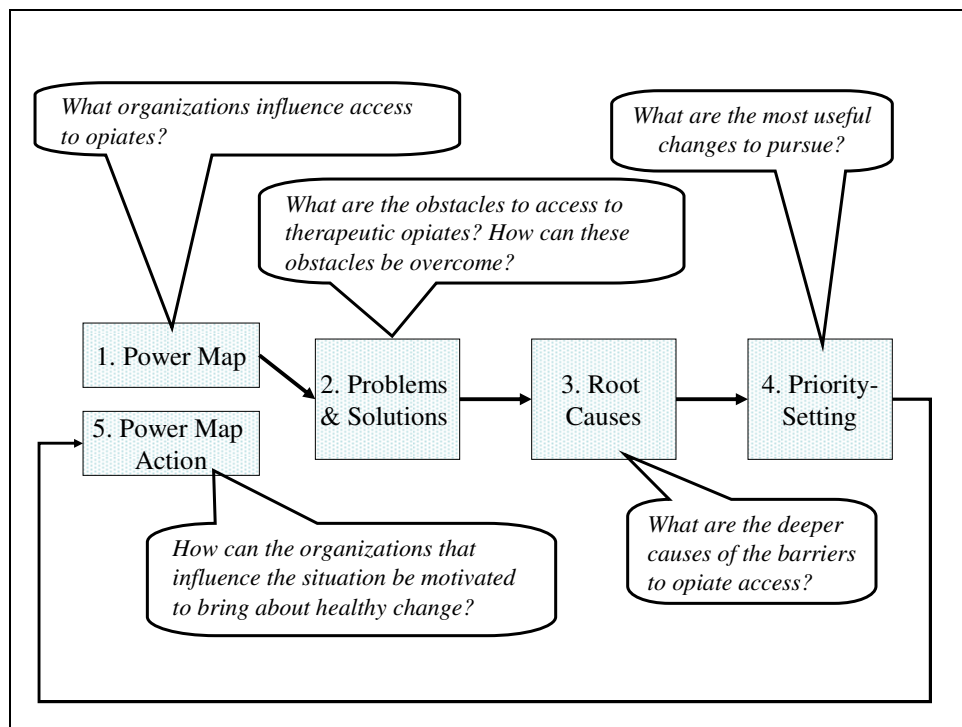 What organizations influence access
to opiates?
What are the most useful
changes to pursue?
What are the obstacles to access to
therapeutic opiates? How can these
obstacles be overcome?
1. Power Map
2. Problems
& Solutions
3. Root
Causes
4. Priority-
Setting
5. Power Map
Action
How can the organizations that
influence the situation be motivated
to bring about healthy change?
What are the deeper
causes of the barriers
to opiate access?